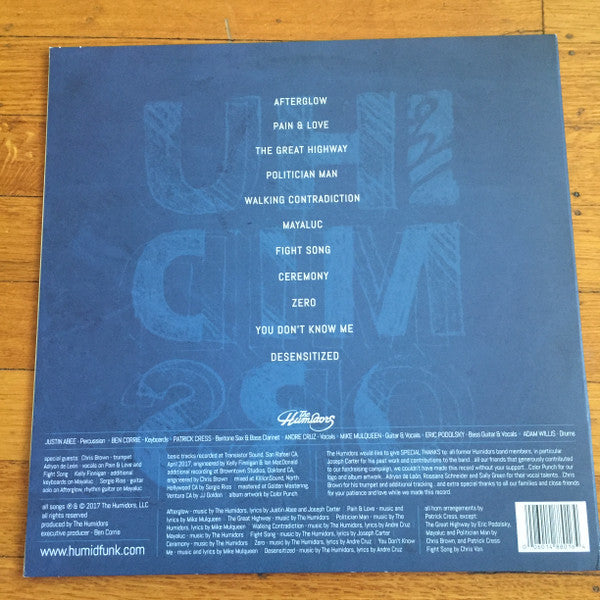 AFTERGLOW
PAIN & LOVE
THE GREAT HIGHWAY
POLITICIAN MAN
WALKING CONTRADICTION
MAYALUC
FIGHT SONG
CEREMONY
ZERO
YOU DON'T KNOW ME
DESENSITIZED
The Humidors
JUSTIN ABEE - Percussion - BEN CORRIE - Keyboards - PATRICK CRESS - Baritone Sax & Bass Clarinet - ANDRE CRUZ - Vocals - MIKE MULQUEEN - Guitar & Vocals - ERIC PODOLSKY - Bass Guitar & Vocals - ADAM WILLIS - Drums
special guests: Chris Brown - trumpet
Adryon de León - vocals on Pain & Love and
Fight Song Kelly Finnigan - additional
keyboards on Mayaluc Sergio Rios - guitar
solo on Afterglow, rhythm guitar on Mayaluc
basic tracks recorded at Transistor Sound, San Rafael CA
April 2017, engineered by Kelly Finnigan & Ian MacDonald
additional recording at Browntown Studios, Oakland CA,
engineered by Chris Brown mixed at Killion Sound, North
Hollywood CA by Sergio Rios mastered at Golden Mastering,
Ventura CA by JJ Golden album artwork by Color Punch
The Humidors would like to give SPECIAL THANKS to: all former Humidors band members, in particular
Joseph Carter for his past work and contributions to the band, all our friends that generously contributed
to our fundraising campaign, we couldn't have made this record without your support, Color Punch for the
logo and album artwork, Adryon de León, Rossana Schneider and Sally Green for their vocal talents, Chris
Brown for the trumpet and additional tracking, and extra special thanks to all our families and close friends
for your patience and love while we made this record.
all songs ℗ © 2017 The Humidors, LLC
all rights reserved
produced by The Humidors
executive producer - Ben Corrie
www.humidfunk.com
Afterglow - music by The Humidors, lyrics by Justin Abee and Joseph Carter Pain & Love - music and
lyrics by Mike Mulqueen The Great Highway - music by The Humidors Politician Man - music by The
Humidors, lyrics by Mike Mulqueen Walking Contradiction - music by The Humidors, lyrics by Andre Cruz
Mayaluc - music by The Humidors Fight Song - music by The Humidors, lyrics by Joseph Carter
Ceremony - music by The Humidors Zero - music by The Humidors, lyrics by Andre Cruz You Don't Know
Me - music and lyrics by Mike Mulqueen Desensitized - music by The Humidors, lyrics by Andre Cruz
all horn arrangements by
Patrick Cress, except:
The Great Highway by Eric Podolsky,
Mayaluc and Politician Man by
Chris Brown, and Patrick Cress
Fight Song by Chris Van